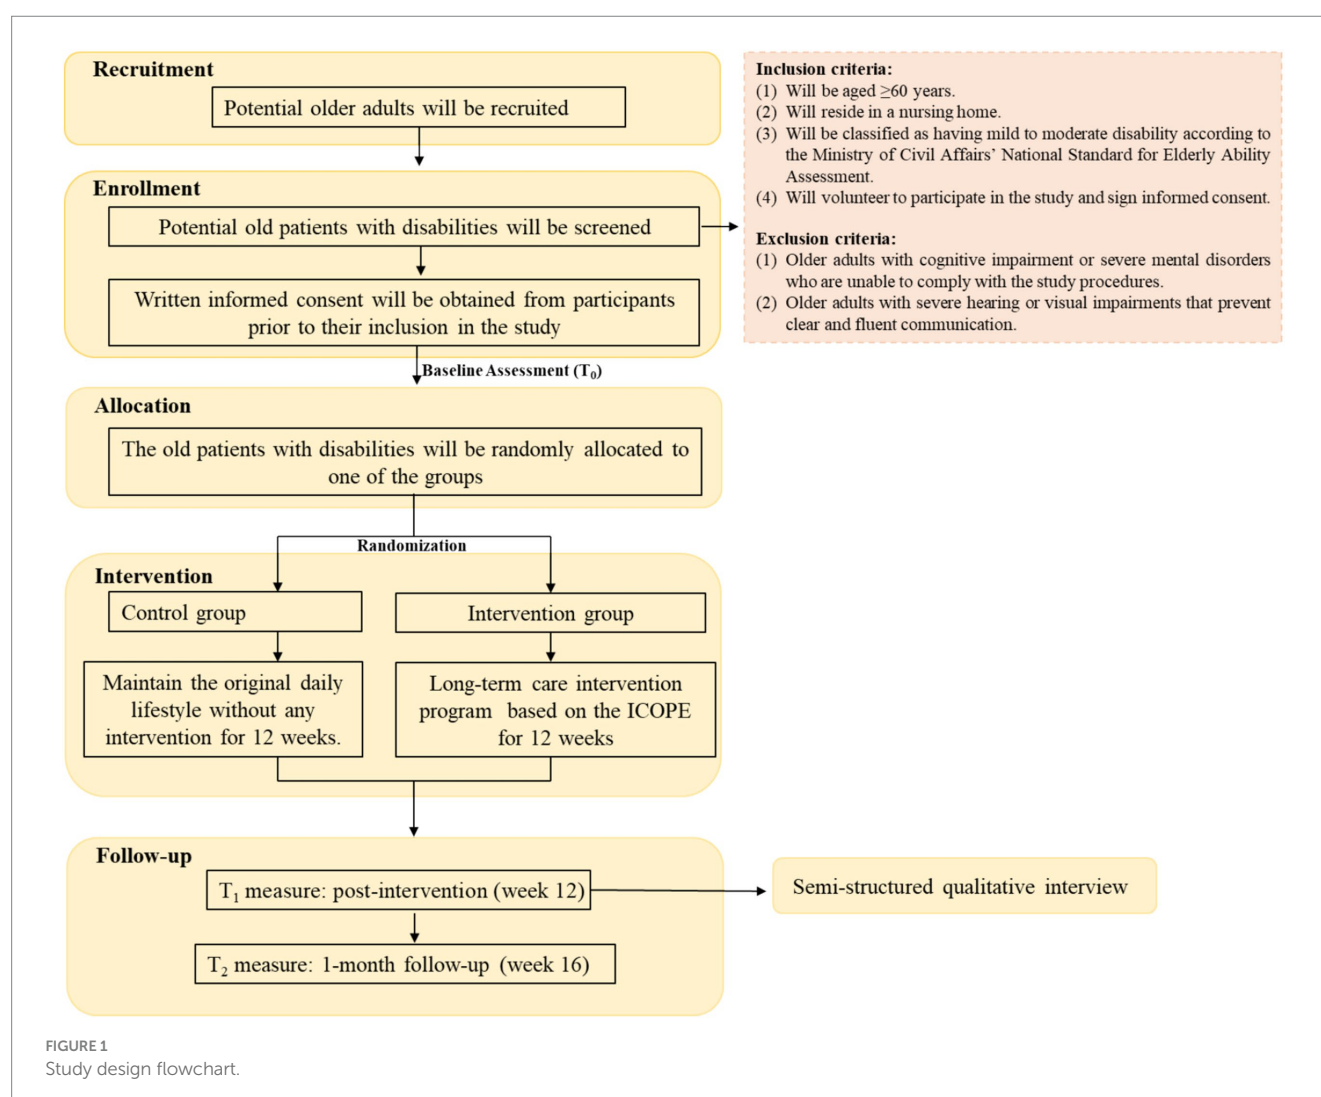 Recruitment
Potential older adults will be recruited
Enrollment
Potential old patients with disabilities will be screened
Written informed consent will be obtained from participants
prior to their inclusion in the study
Inclusion criteria:
(1) Will be aged ≥60 years.
(2) Will reside in a nursing home.
(3) Will be classified as having mild to moderate disability according to
the Ministry of Civil Affairs’ National Standard for Elderly Ability
Assessment.
(4) Will volunteer to participate in the study and sign informed consent.
Exclusion criteria:
(1) Older adults with cognitive impairment or severe mental disorders
who are unable to comply with the study procedures.
(2) Older adults with severe hearing or visual impairments that prevent
clear and fluent communication.
Baseline Assessment (T₀)
Allocation
The old patients with disabilities will be randomly allocated to
one of the groups
Randomization
Intervention
Control group
Maintain the original daily
lifestyle without any
intervention for 12 weeks.
Intervention group
Long-term care intervention
program based on the ICOPE
for 12 weeks
Follow-up
T₁ measure: post-intervention (week 12)
Semi-structured qualitative interview
T₂ measure: 1-month follow-up (week 16)
FIGURE 1
Study design flowchart.